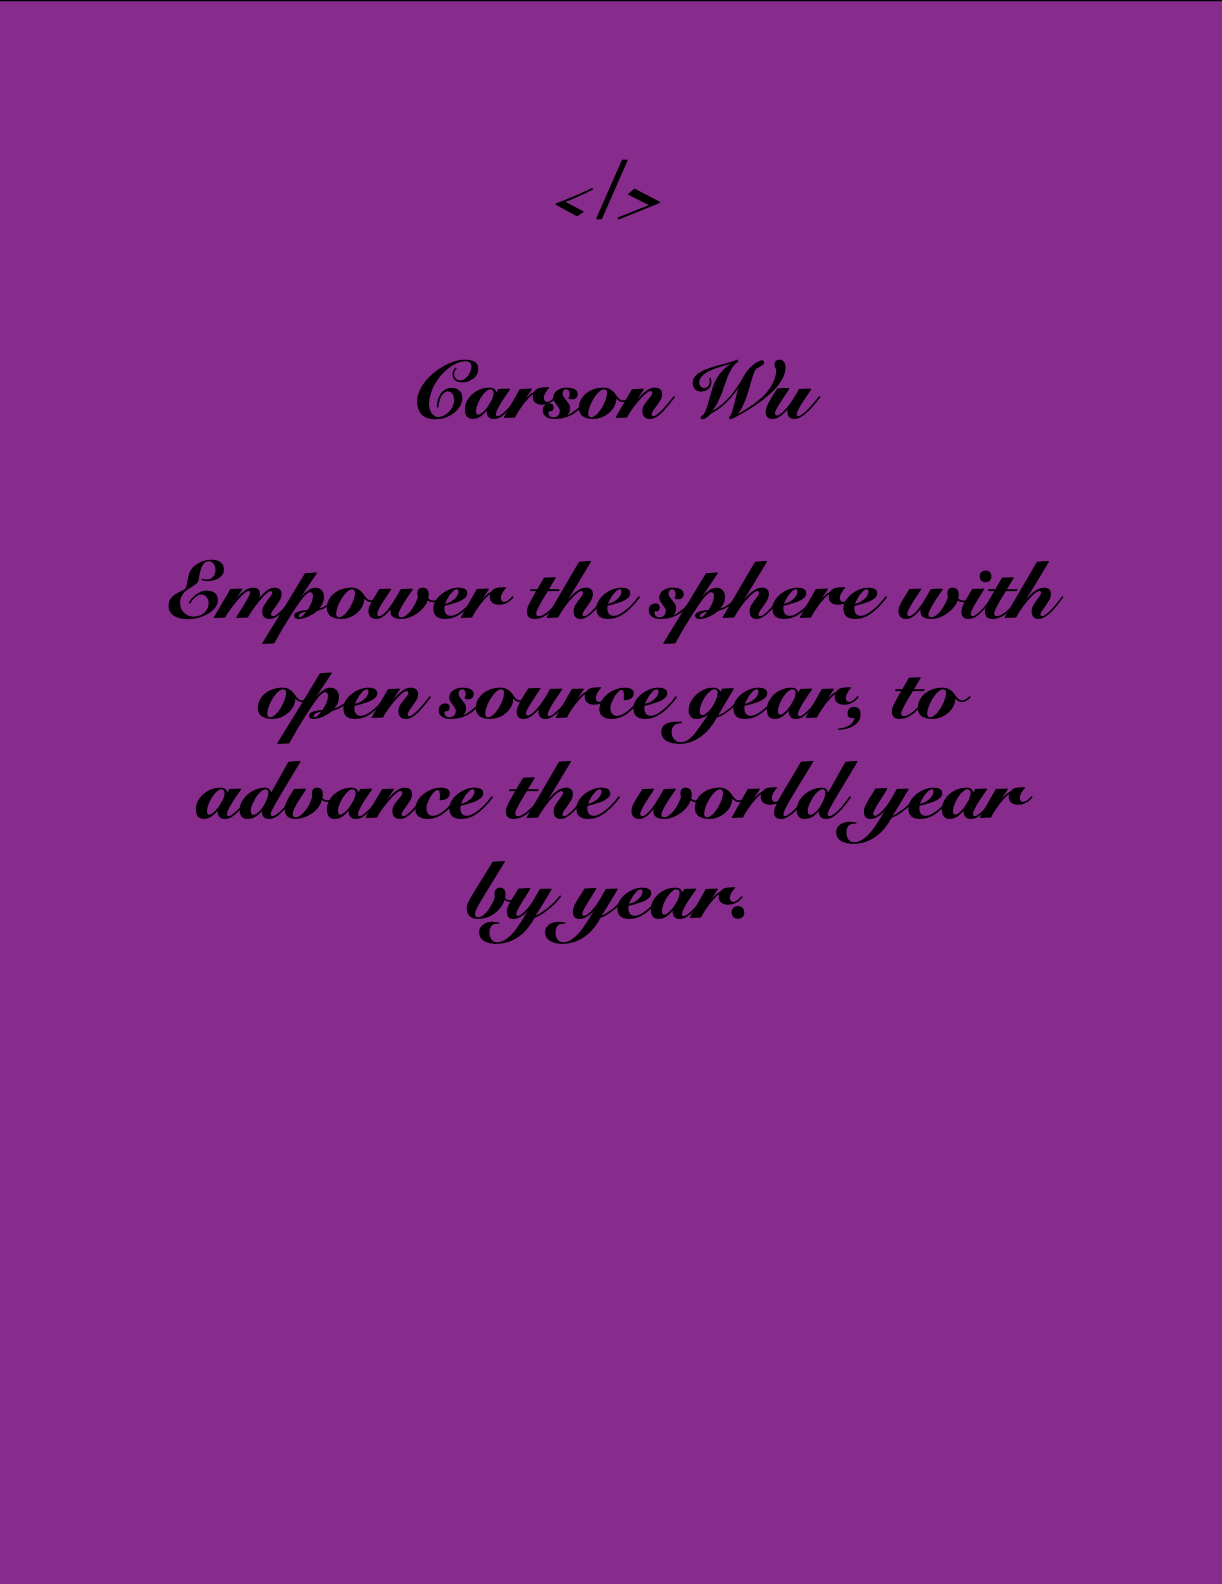 </>
Carson Wu
Empower the sphere with
open source gear, to
advance the world year
by year.